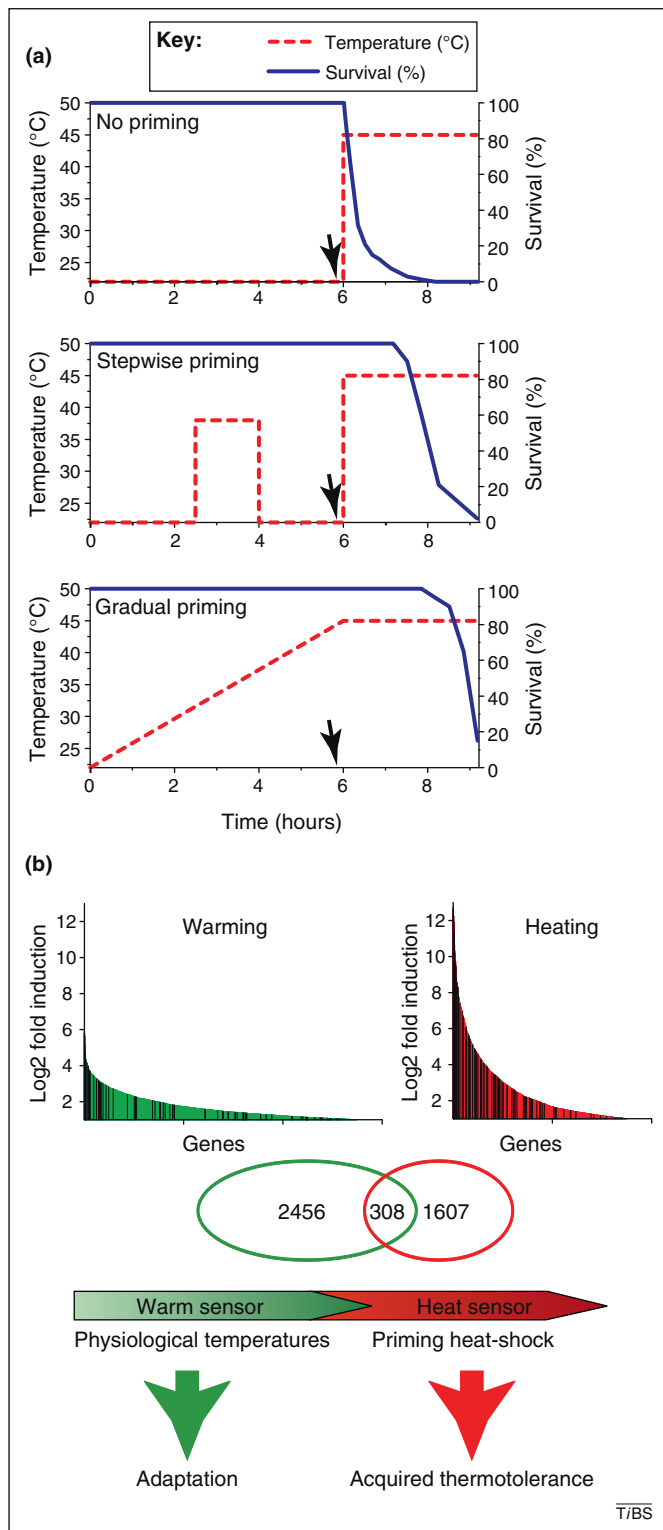 Key:
Temperature (°C)
Survival (%)
(a)
No priming
Temperature (°C)
50
45
40
35
30
25
Survival (%)
100
80
60
40
20
0
0 2 4 6 8
Stepwise priming
Temperature (°C)
50
45
40
35
30
25
Survival (%)
100
80
60
40
20
0
0 2 4 6 8
Gradual priming
Temperature (°C)
50
45
40
35
30
25
Survival (%)
100
80
60
40
20
0
0 2 4 6 8
Time (hours)
(b)
Warming
Log2 fold induction
12
10
8
6
4
2
Genes
Heating
Log2 fold induction
12
10
8
6
4
2
Genes
2456 308 1607
Warm sensor Heat sensor
Physiological temperatures Priming heat-shock
Adaptation Acquired thermotolerance
TiBS